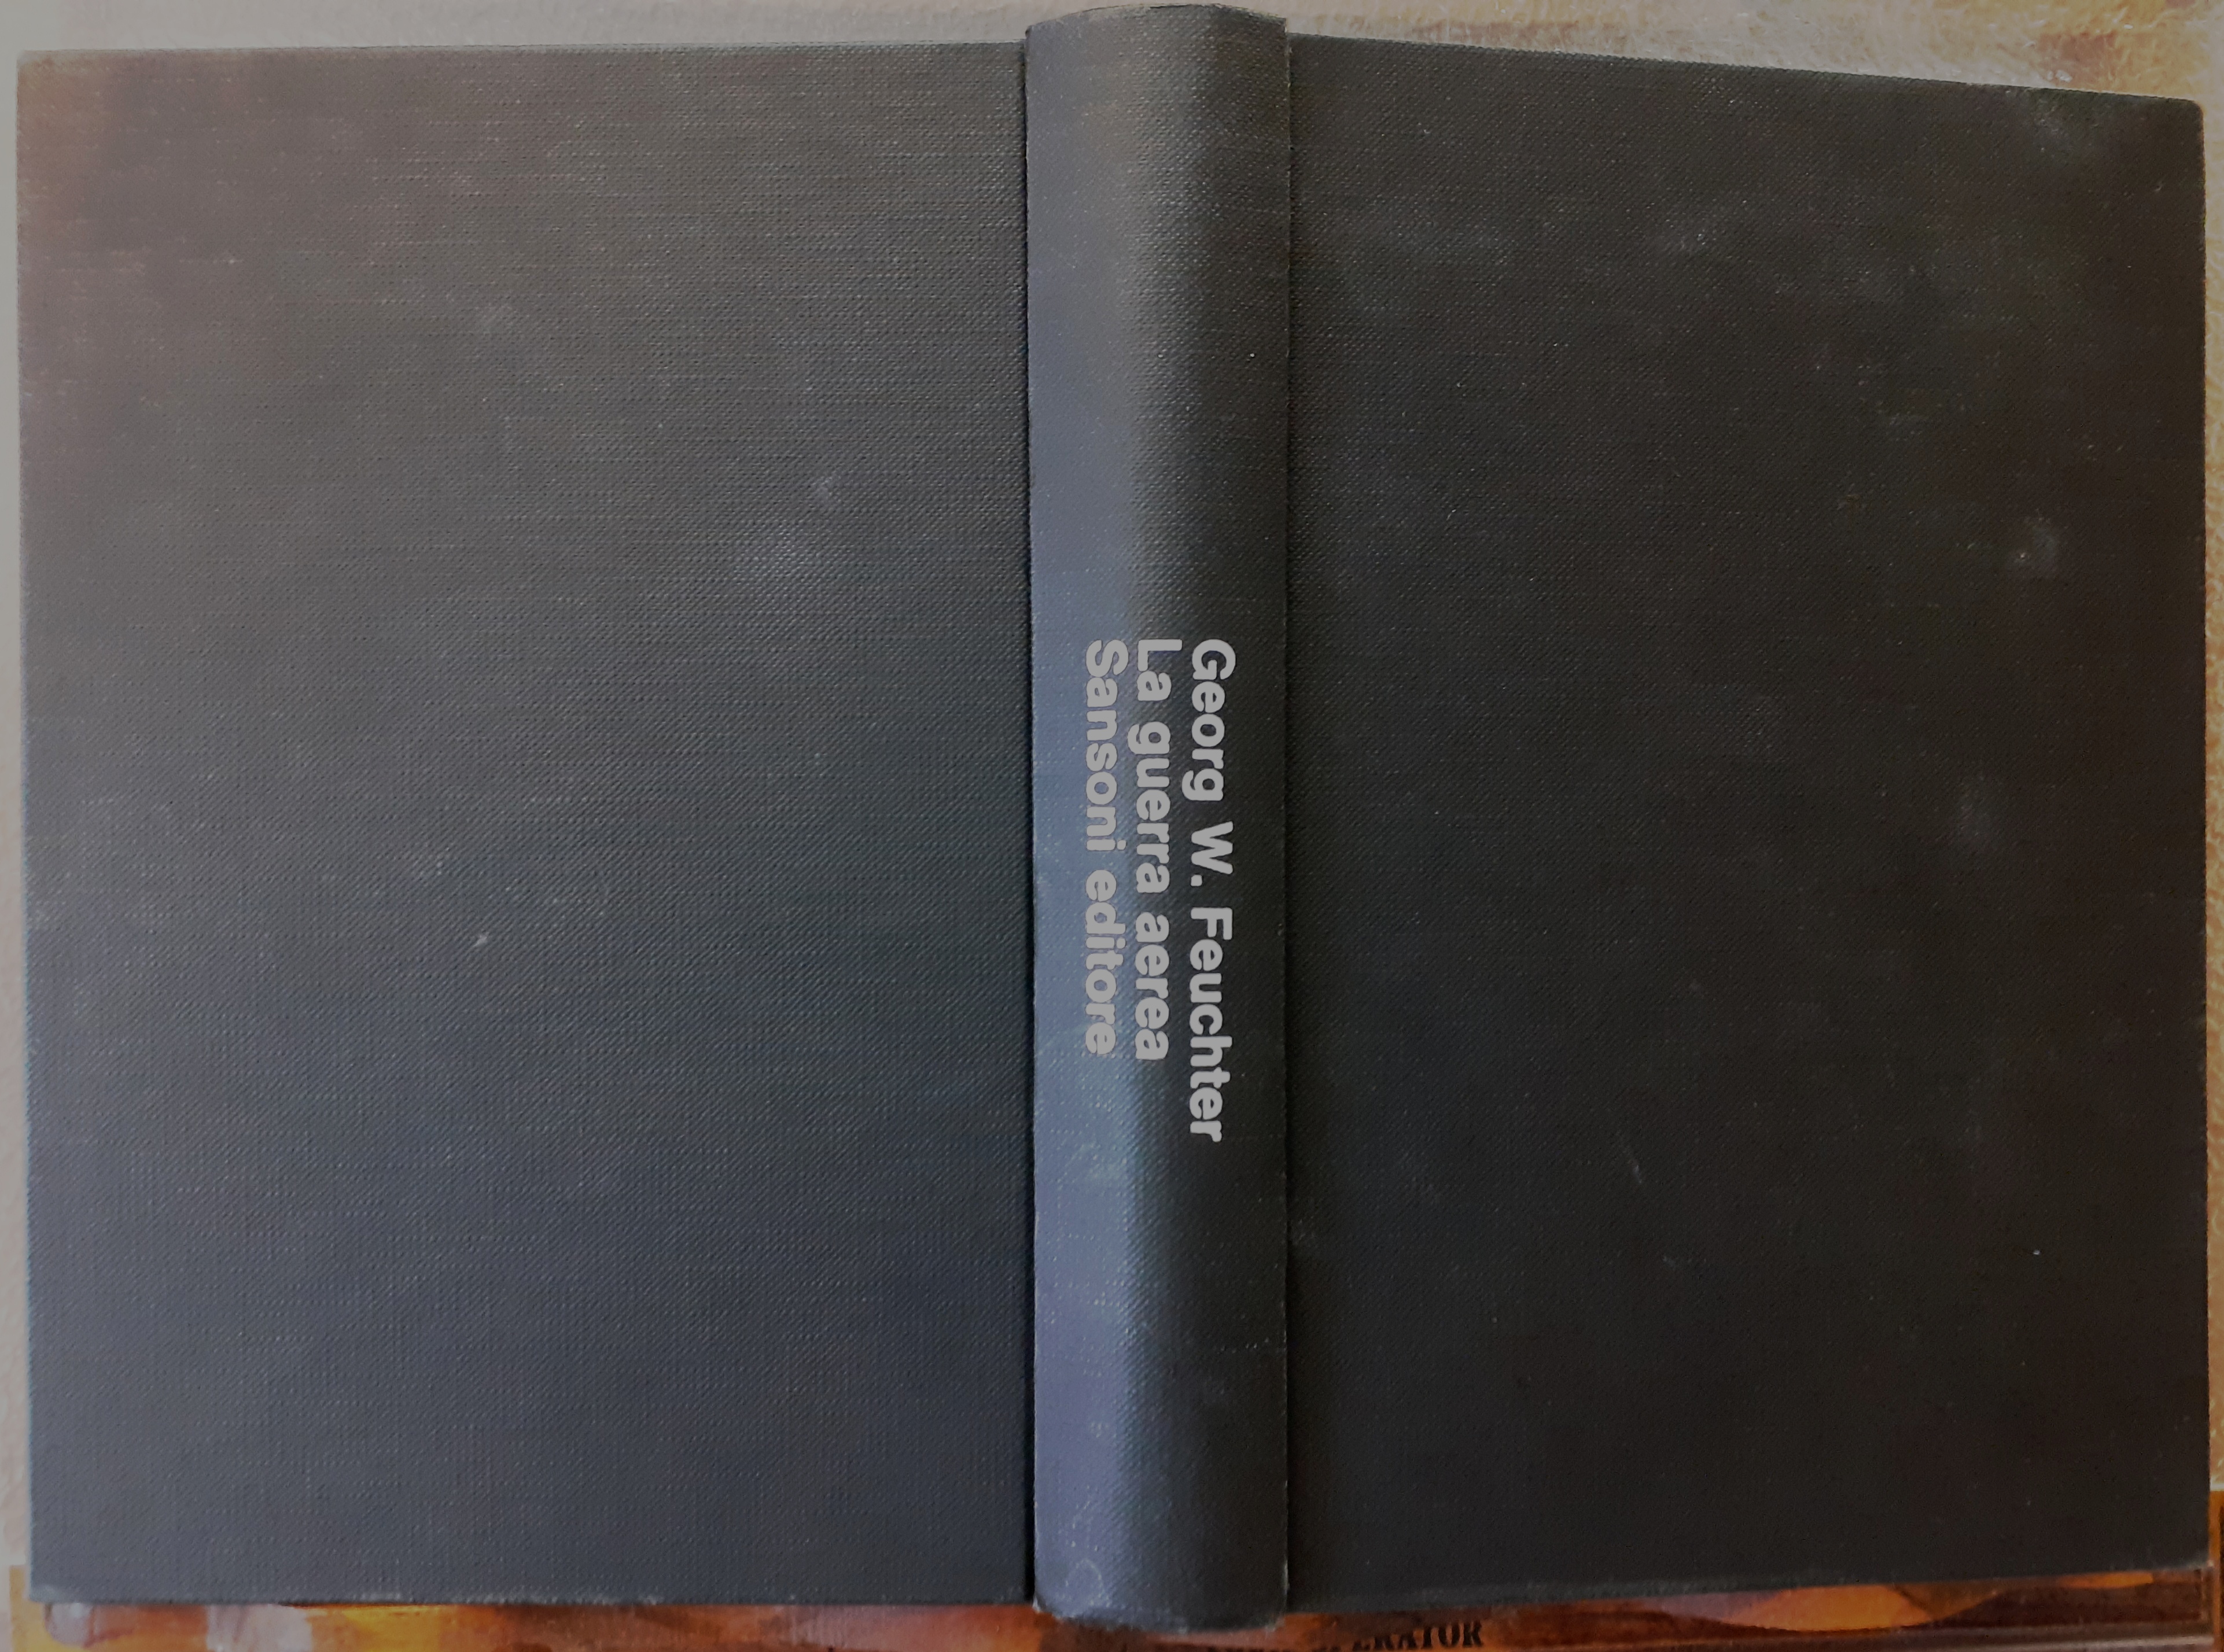 Georg W. Feuchter
La guerra aerea
Sansoni editore